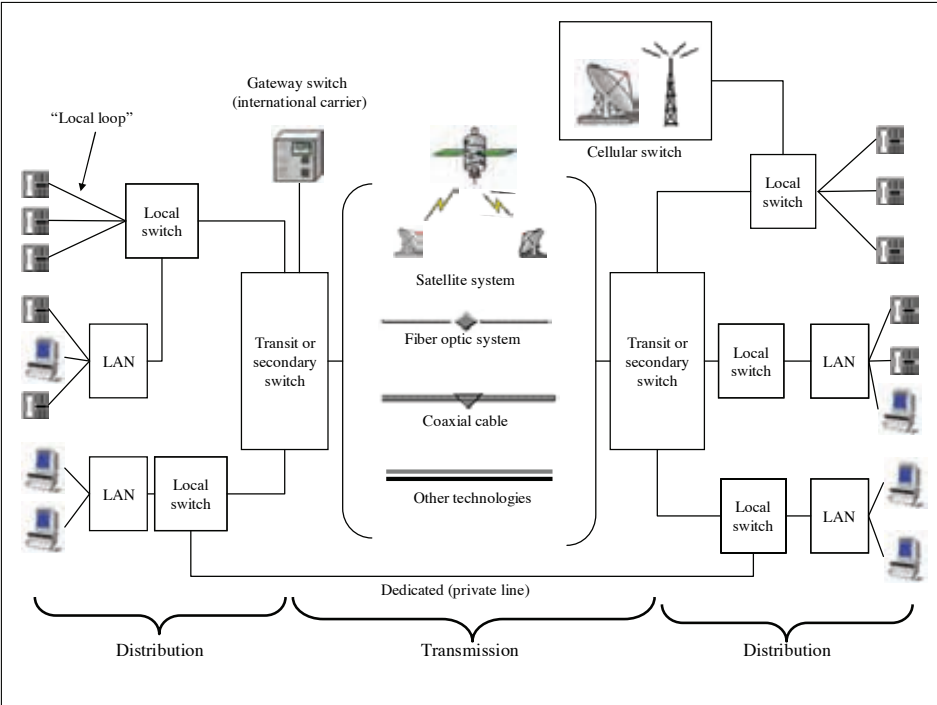 Gateway switch
(international carrier)
“Local loop”
Cellular switch
Local
switch
Local
switch
Satellite system
Fiber optic system
Coaxial cable
Other technologies
LAN
Transit or
secondary
switch
Transit or
secondary
switch
Local
switch
LAN
LAN
Local
switch
Local
switch
LAN
Dedicated (private line)
Distribution
Transmission
Distribution